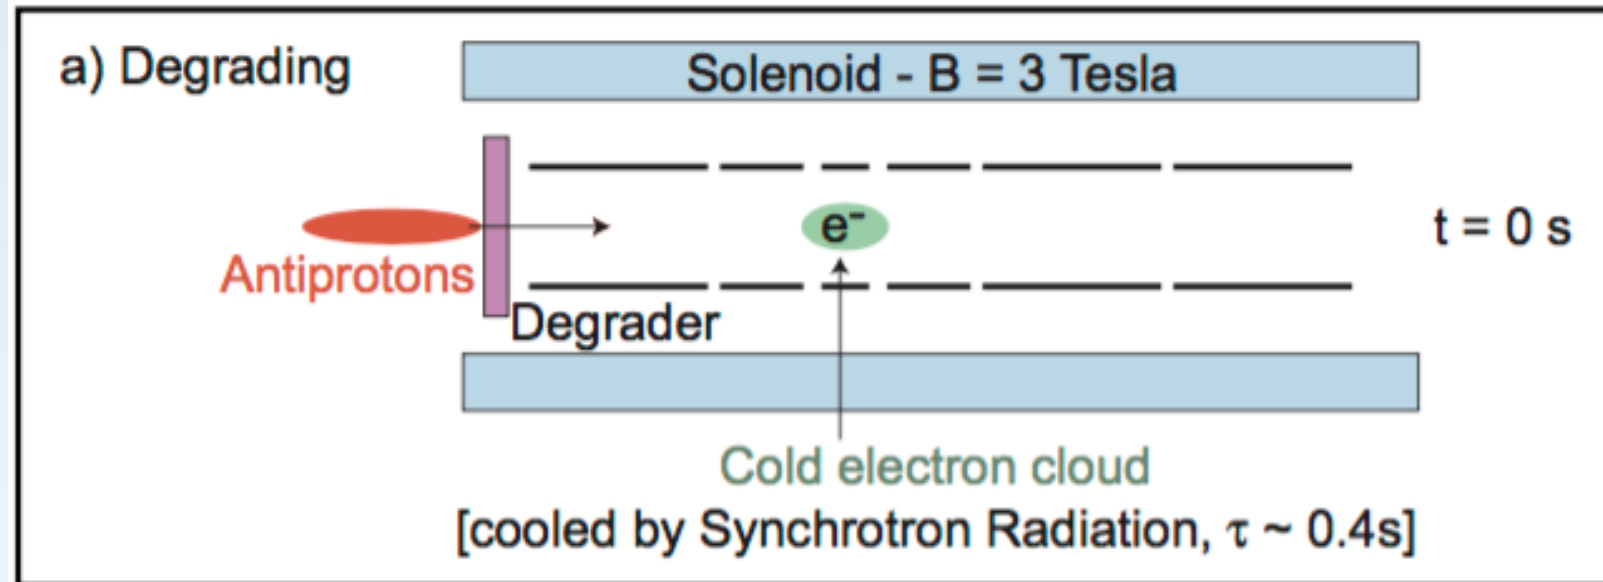 a) Degrading
Solenoid - B = 3 Tesla
e⁻
t = 0 s
Antiprotons
Degrader
Cold electron cloud
[cooled by Synchrotron Radiation, τ ~ 0.4s]